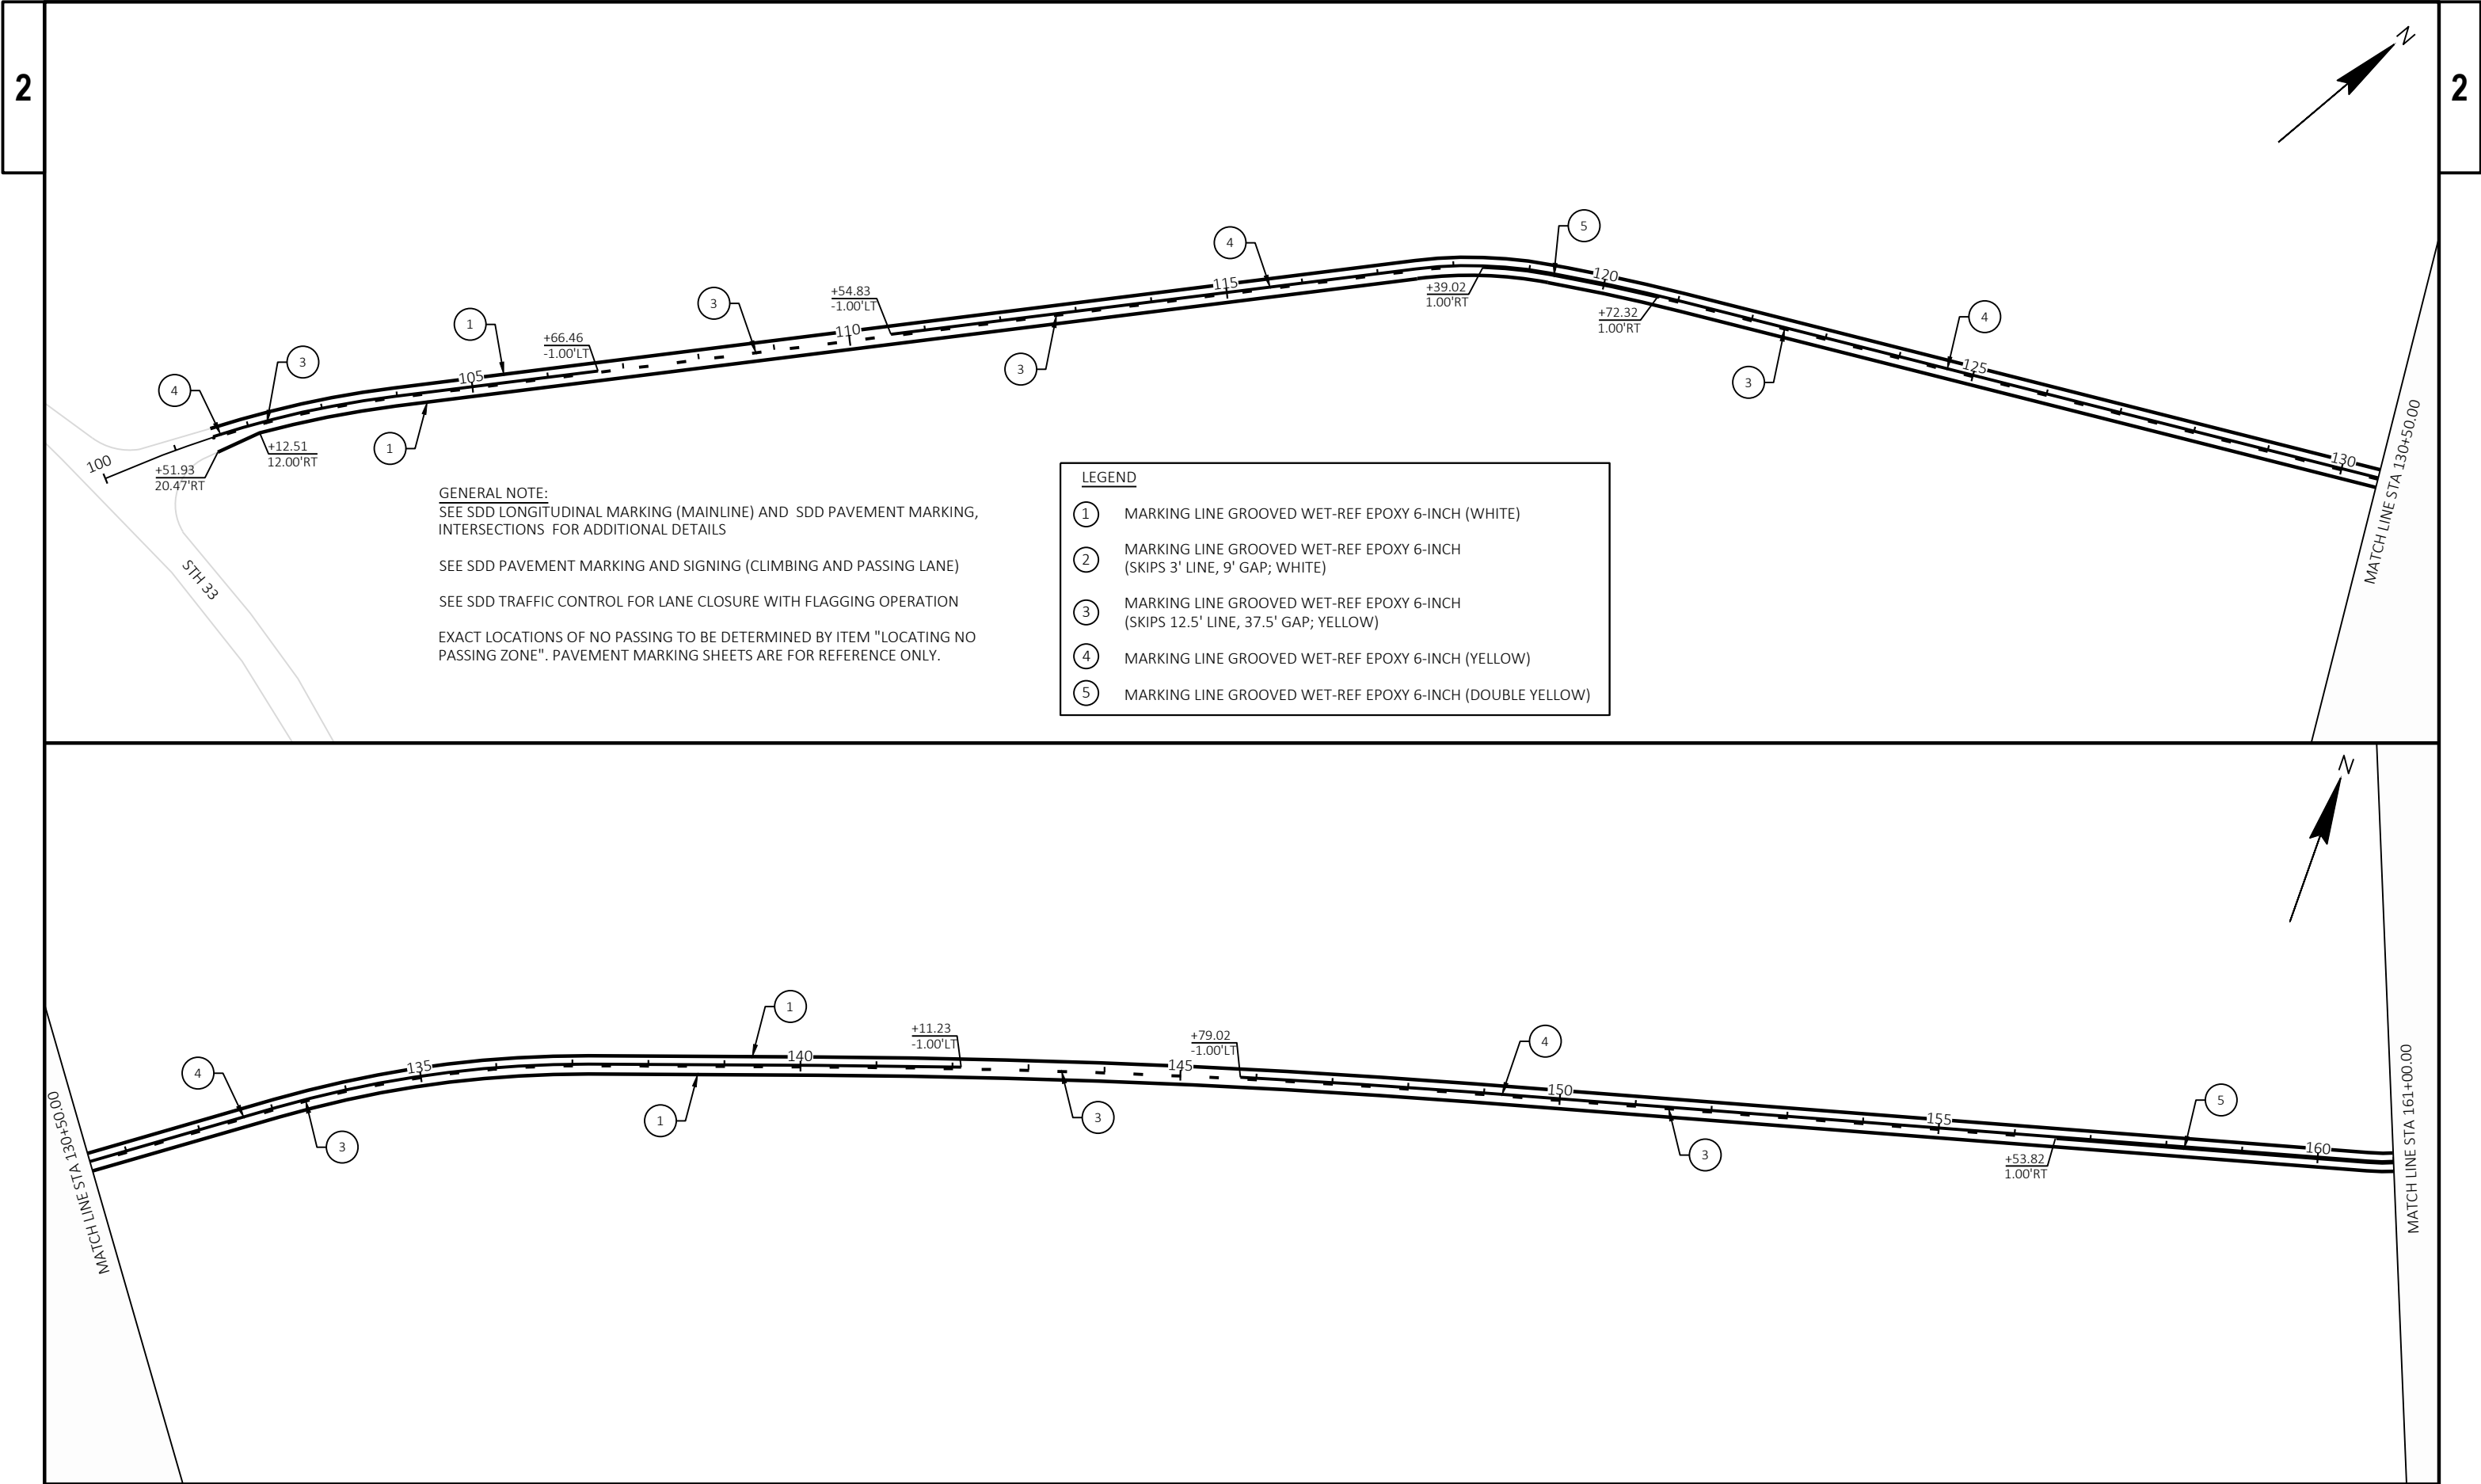 2
2
N
5
4
120
+39.02
1.00'RT
115
+54.83
-1.00'LT
3
110
1
+66.46
-1.00'LT
+72.32
1.00'RT
4
105
3
3
3
125
4
+12.51
12.00'RT
1
100
+51.93
20.47'RT
130
MATCH LINE STA 130+50.00
STH 33
GENERAL NOTE:
SEE SDD LONGITUDINAL MARKING (MAINLINE) AND SDD PAVEMENT MARKING,
INTERSECTIONS FOR ADDITIONAL DETAILS
SEE SDD PAVEMENT MARKING AND SIGNING (CLIMBING AND PASSING LANE)
SEE SDD TRAFFIC CONTROL FOR LANE CLOSURE WITH FLAGGING OPERATION
EXACT LOCATIONS OF NO PASSING TO BE DETERMINED BY ITEM "LOCATING NO
PASSING ZONE". PAVEMENT MARKING SHEETS ARE FOR REFERENCE ONLY.
LEGEND
1 MARKING LINE GROOVED WET-REF EPOXY 6-INCH (WHITE)
2 MARKING LINE GROOVED WET-REF EPOXY 6-INCH
(SKIPS 3' LINE, 9' GAP; WHITE)
3 MARKING LINE GROOVED WET-REF EPOXY 6-INCH
(SKIPS 12.5' LINE, 37.5' GAP; YELLOW)
4 MARKING LINE GROOVED WET-REF EPOXY 6-INCH (YELLOW)
5 MARKING LINE GROOVED WET-REF EPOXY 6-INCH (DOUBLE YELLOW)
N
MATCH LINE STA 130+50.00
4
3
135
1
1
140
+11.23
-1.00'LT
3
145
+79.02
-1.00'LT
4
150
3
155
+53.82
1.00'RT
5
160
MATCH LINE STA 161+00.00